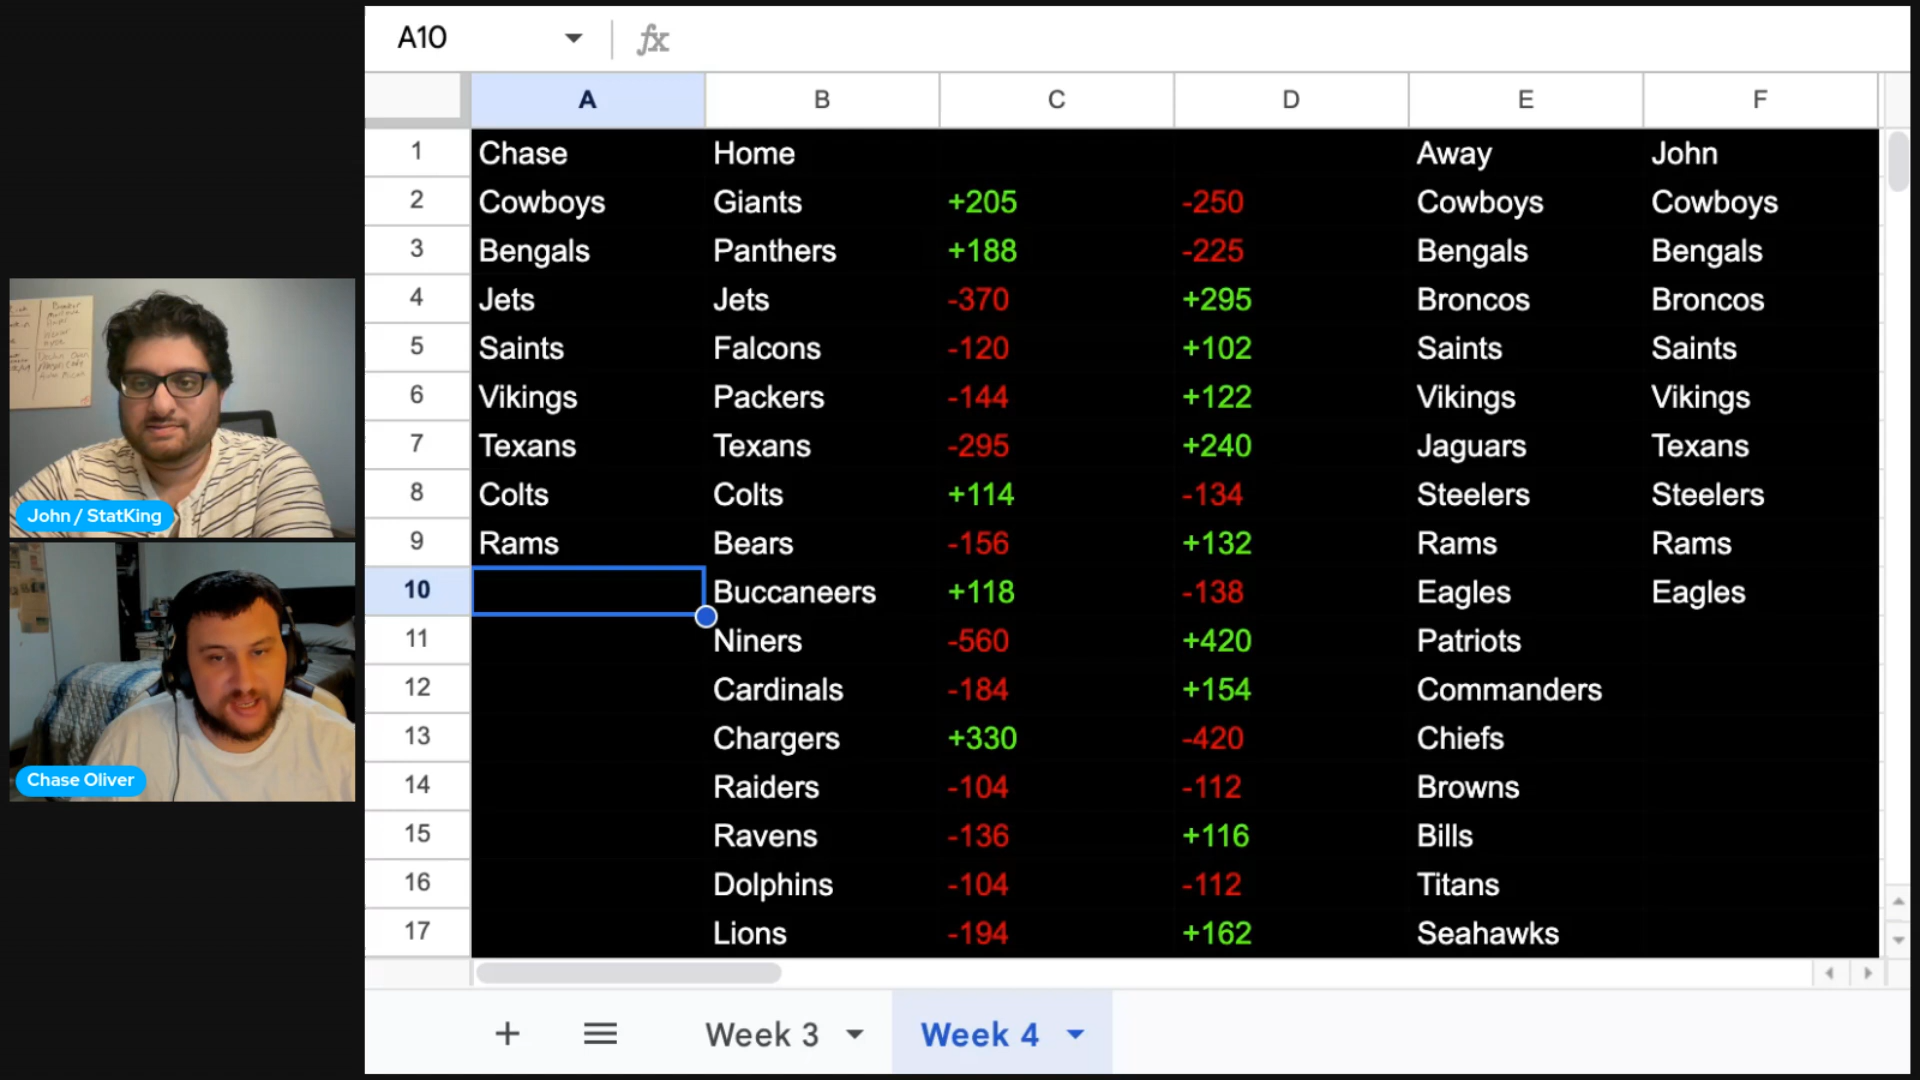 A10 fx
A B C D E F
1 Chase Home Away John
2 Cowboys Giants +205 -250 Cowboys Cowboys
3 Bengals Panthers +188 -225 Bengals Bengals
4 Jets Jets -370 +295 Broncos Broncos
5 Saints Falcons -120 +102 Saints Saints
6 Vikings Packers -144 +122 Vikings Vikings
7 Texans Texans -295 +240 Jaguars Texans
8 Colts Colts +114 -134 Steelers Steelers
9 Rams Bears -156 +132 Rams Rams
10 Buccaneers +118 -138 Eagles Eagles
11 Niners -560 +420 Patriots
12 Cardinals -184 +154 Commanders
13 Chargers +330 -420 Chiefs
14 Raiders -104 -112 Browns
15 Ravens -136 +116 Bills
16 Dolphins -104 -112 Titans
17 Lions -194 +162 Seahawks
Week 3 Week 4
John / StatKing
Chase Oliver